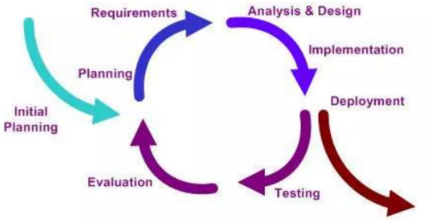 Requirements
Analysis & Design
Implementation
Planning
Deployment
Initial
Planning
Evaluation
Testing